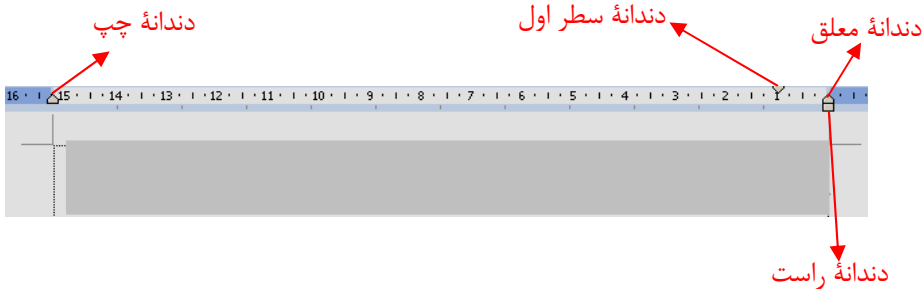 دندانهٔ سطر اول
دندانهٔ چپ
دندانهٔ معلق
16 15 14 13 12 11 10 9 8 7 6 5 4 3 2 1
دندانهٔ راست